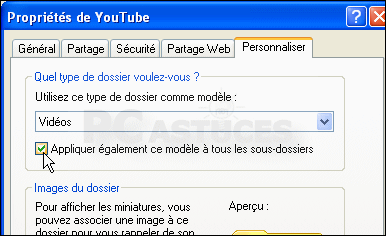 Propriétés de YouTube
Général Partage Sécurité Partage Web Personnaliser
Quel type de dossier voulez-vous ?
Utilisez ce type de dossier comme modèle :
Vidéos
PC ASTUCES
Appliquer également ce modèle à tous les sous-dossiers
Images du dossier
Pour afficher les miniatures, vous Aperçu :
pouvez associer une image à ce
dossier pour vous rappeler de son